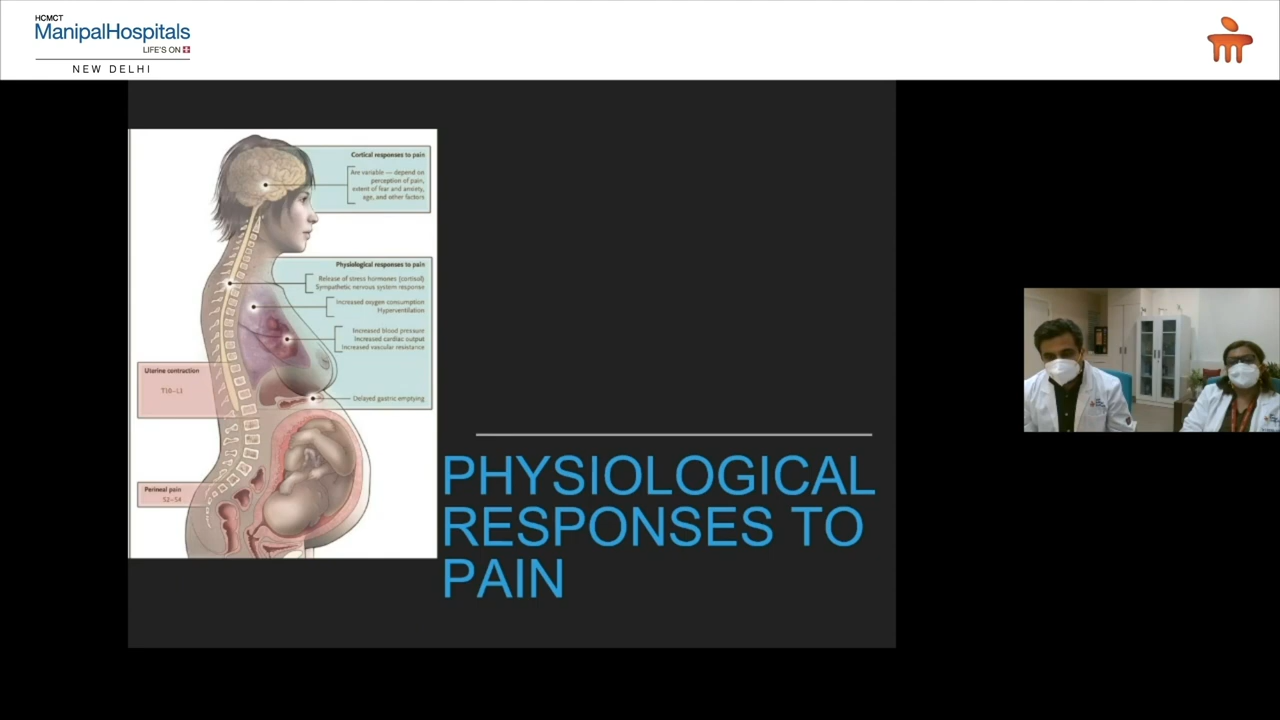 HCMCT
ManipalHospitals
LIFE'S ON
NEW DELHI
Cortical responses to pain
Are variable — depend on
perception of pain,
extent of fear and anxiety,
age, and other factors
Physiological responses to pain
Release of stress hormones (cortisol)
Sympathetic nervous system response
Increased oxygen consumption
Hyperventilation
Increased blood pressure
Increased cardiac output
Increased vascular resistance
Delayed gastric emptying
Uterine contraction
T10–L1
Perineal pain
S2–S4
PHYSIOLOGICAL
RESPONSES TO
PAIN